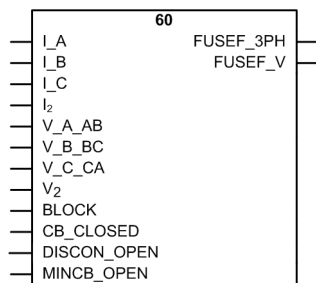 60
I_A FUSEF_3PH
I_B FUSEF_V
I_C
I₂
V_A_AB
V_B_BC
V_C_CA
V₂
BLOCK
CB_CLOSED
DISCON_OPEN
MINCB_OPEN